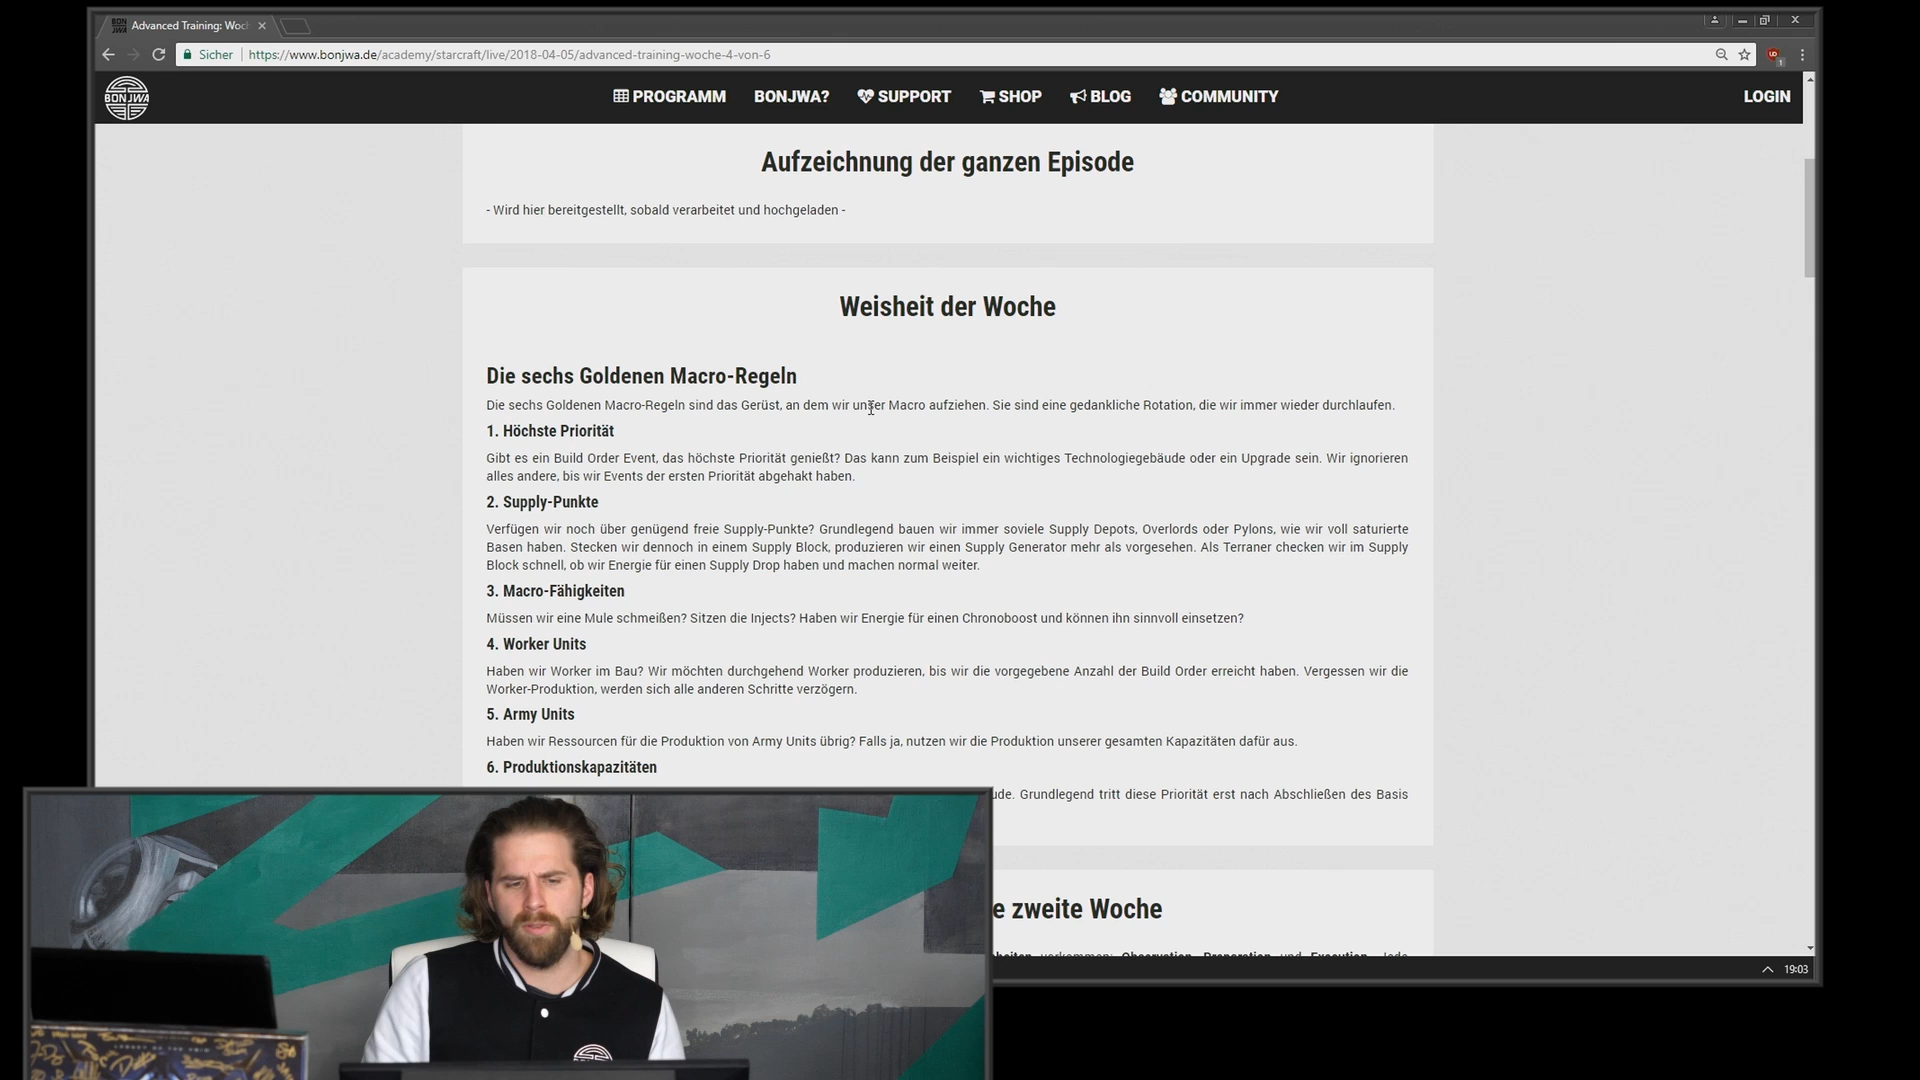 Advanced Training: Woc
Sicher
https://www.bonjwa.de/academy/starcraft/live/2018-04-05/advanced-training-woche-4-von-6
BONJWA
PROGRAMM
BONJWA?
SUPPORT
SHOP
BLOG
COMMUNITY
LOGIN
Aufzeichnung der ganzen Episode
- Wird hier bereitgestellt, sobald verarbeitet und hochgeladen -
Weisheit der Woche
Die sechs Goldenen Macro-Regeln
Die sechs Goldenen Macro-Regeln sind das Gerüst, an dem wir unser Macro aufziehen. Sie sind eine gedankliche Rotation, die wir immer wieder durchlaufen.
1. Höchste Priorität
Gibt es ein Build Order Event, das höchste Priorität genießt? Das kann zum Beispiel ein wichtiges Technologiegebäude oder ein Upgrade sein. Wir ignorieren
alles andere, bis wir Events der ersten Priorität abgehakt haben.
2. Supply-Punkte
Verfügen wir noch über genügend freie Supply-Punkte? Grundlegend bauen wir immer soviele Supply Depots, Overlords oder Pylons, wie wir voll saturierte
Basen haben. Stecken wir dennoch in einem Supply Block, produzieren wir einen Supply Generator mehr als vorgesehen. Als Terraner checken wir im Supply
Block schnell, ob wir Energie für einen Supply Drop haben und machen normal weiter.
3. Macro-Fähigkeiten
Müssen wir eine Mule schmeißen? Sitzen die Injects? Haben wir Energie für einen Chronoboost und können ihn sinnvoll einsetzen?
4. Worker Units
Haben wir Worker im Bau? Wir möchten durchgehend Worker produzieren, bis wir die vorgegebene Anzahl der Build Order erreicht haben. Vergessen wir die
Worker-Produktion, werden sich alle anderen Schritte verzögern.
5. Army Units
Haben wir Ressourcen für die Produktion von Army Units übrig? Falls ja, nutzen wir die Produktion unserer gesamten Kapazitäten dafür aus.
6. Produktionskapazitäten
ude. Grundlegend tritt diese Priorität erst nach Abschließen des Basis
e zweite Woche
heiten vorkommen: Observation, Preparation und Execution. Jede
19:03